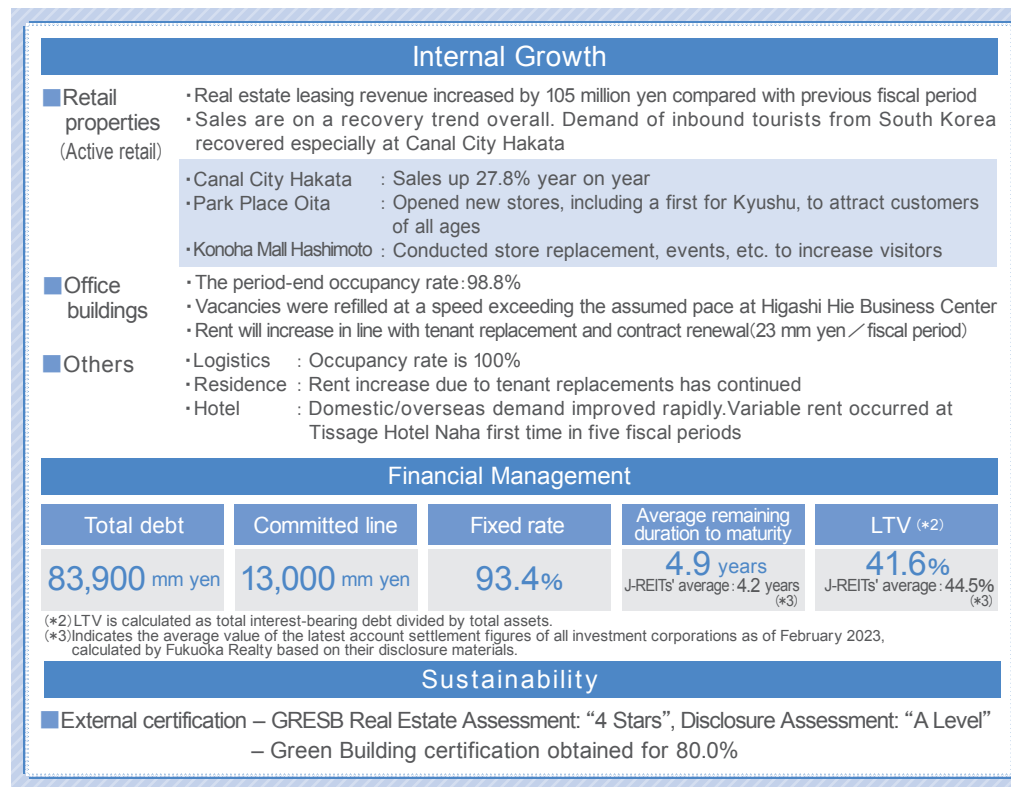 Internal Growth
■Retail properties (Active retail)
・Real estate leasing revenue increased by 105 million yen compared with previous fiscal period
・Sales are on a recovery trend overall. Demand of inbound tourists from South Korea
recovered especially at Canal City Hakata
・Canal City Hakata : Sales up 27.8% year on year
・Park Place Oita : Opened new stores, including a first for Kyushu, to attract customers
of all ages
・Konoha Mall Hashimoto : Conducted store replacement, events, etc. to increase visitors
■Office buildings
・The period-end occupancy rate:98.8%
・Vacancies were refilled at a speed exceeding the assumed pace at Higashi Hie Business Center
・Rent will increase in line with tenant replacement and contract renewal(23 mm yen／fiscal period)
■Others
・Logistics : Occupancy rate is 100%
・Residence : Rent increase due to tenant replacements has continued
・Hotel : Domestic/overseas demand improved rapidly.Variable rent occurred at
Tissage Hotel Naha first time in five fiscal periods
Financial Management
Total debt
83,900 mm yen
Committed line
13,000 mm yen
Fixed rate
93.4%
Average remaining
duration to maturity
4.9 years
J-REITs' average:4.2 years
(*3)
LTV (*2)
41.6%
J-REITs' average:44.5%
(*3)
(*2)LTV is calculated as total interest-bearing debt divided by total assets.
(*3)Indicates the average value of the latest account settlement figures of all investment corporations as of February 2023,
calculated by Fukuoka Realty based on their disclosure materials.
Sustainability
■External certification – GRESB Real Estate Assessment: “4 Stars”, Disclosure Assessment: “A Level”
– Green Building certification obtained for 80.0%